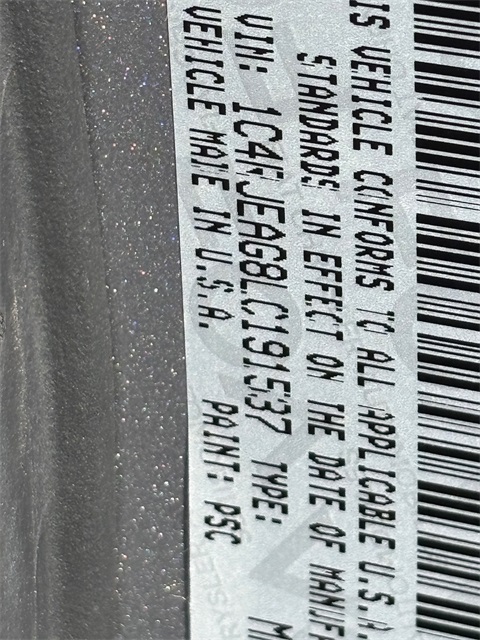 IS VEHICLE CONFORMS TO ALL APPLICABLE U.S.A.
STANDARDS IN EFFECT ON THE DATE OF MANUF
VIN: 1C4RJEAG8LC191537 TYPE:
VEHICLE MADE IN U.S.A. PAINT: PSC